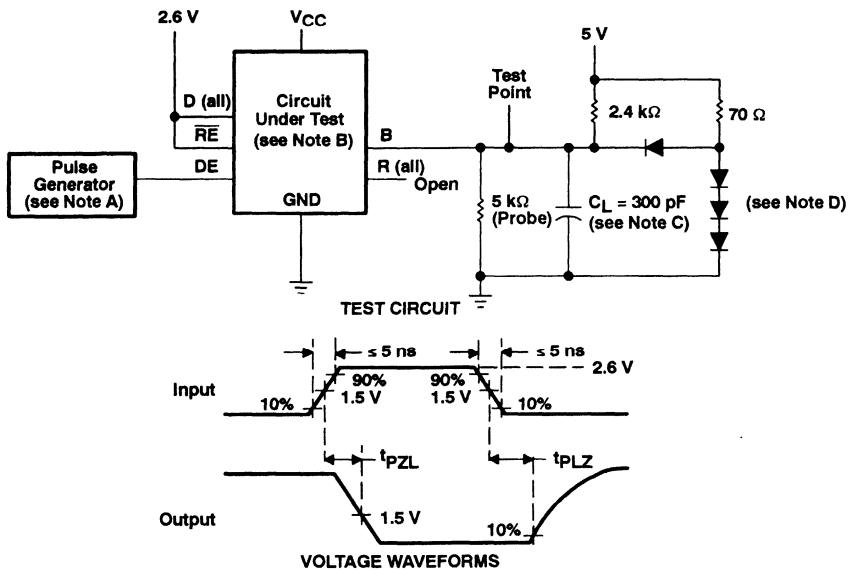 2.6 V
VCC
5 V
D (all)
Circuit
Under Test
(see Note B)
RE
DE
GND
B
R (all)
Open
Pulse
Generator
(see Note A)
Test
Point
2.4 kΩ
70 Ω
5 kΩ
(Probe)
CL = 300 pF
(see Note C)
(see Note D)
TEST CIRCUIT
≤ 5 ns
≤ 5 ns
2.6 V
Input
90%
90%
1.5 V
1.5 V
10%
10%
tPZL
tPLZ
Output
1.5 V
10%
VOLTAGE WAVEFORMS